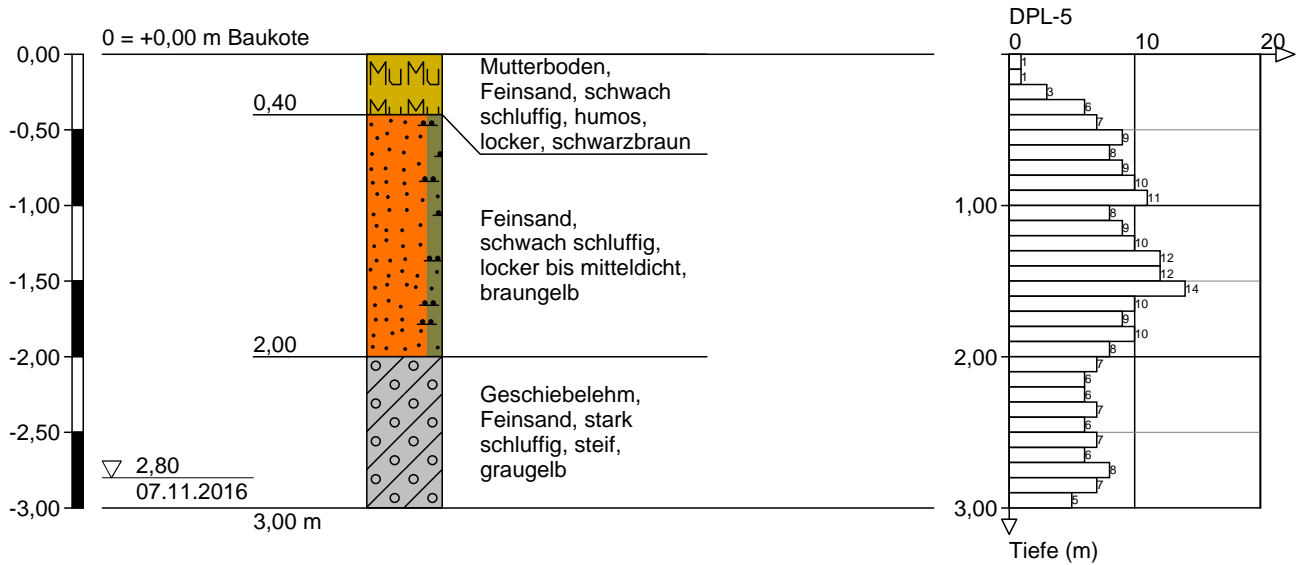 DPL-5
0 = +0,00 m Baukote
0 10 20
0,00
-0,50
-1,00
-1,50
-2,00
-2,50
-3,00
Mu Mu
Mu Mu
0,40
2,00
3,00 m
2,80
07.11.2016
Mutterboden,
Feinsand, schwach
schluffig, humos,
locker, schwarzbraun
Feinsand,
schwach schluffig,
locker bis mitteldicht,
braungelb
Geschiebelehm,
Feinsand, stark
schluffig, steif,
graugelb
1
1
3
6
7
9
8
9
10
11
1,00
8
9
10
12
12
14
10
9
10
8
2,00
7
6
6
7
6
7
6
8
7
5
3,00
Tiefe (m)